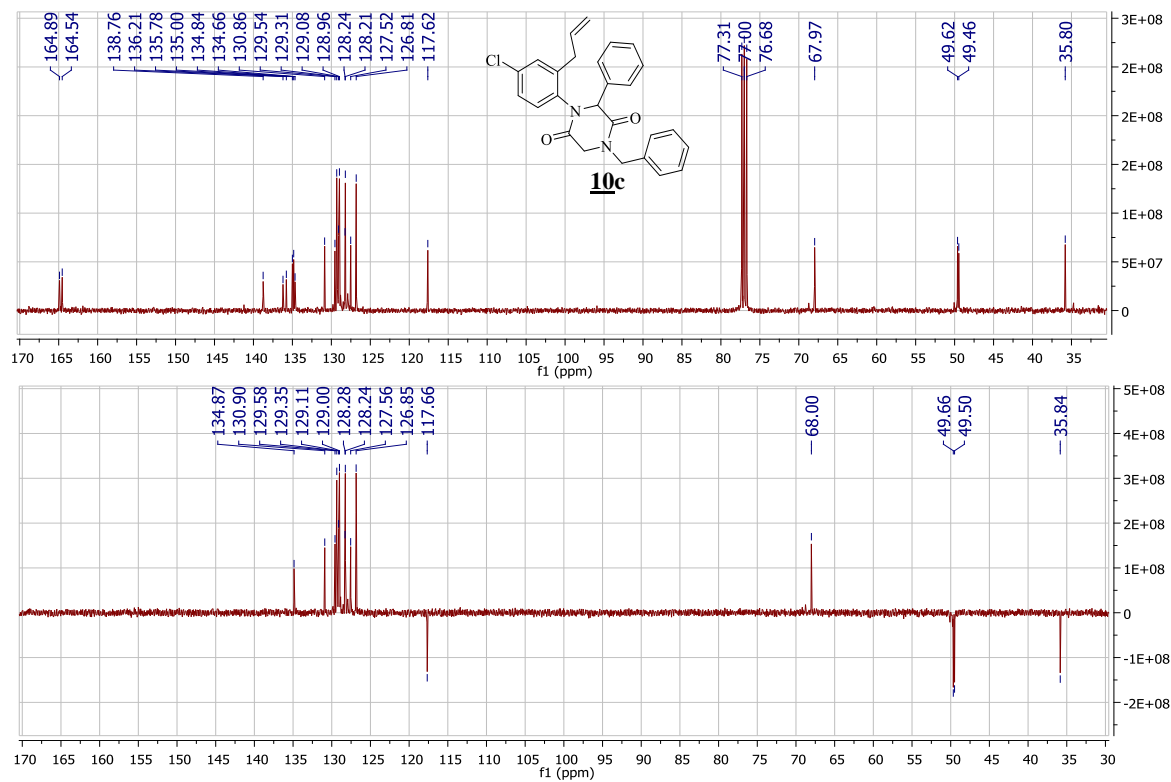 164.89
164.54
138.76
136.21
135.78
135.00
134.84
134.66
130.86
129.54
129.31
129.08
128.96
128.24
128.21
127.52
126.81
117.62
77.31
77.00
76.68
67.97
49.62
49.46
35.80
Cl
N
O
O
N
10c
3E+08
2E+08
2E+08
2E+08
1E+08
5E+07
0
170 165 160 155 150 145 140 135 130 125 120 115 110 105 100 95 90 85 80 75 70 65 60 55 50 45 40 35
f1 (ppm)
134.87
130.90
129.58
129.35
129.11
129.00
128.28
128.24
127.56
126.85
117.66
68.00
49.66
49.50
35.84
5E+08
4E+08
3E+08
2E+08
1E+08
0
-1E+08
-2E+08
170 165 160 155 150 145 140 135 130 125 120 115 110 105 100 95 90 85 80 75 70 65 60 55 50 45 40 35 30
f1 (ppm)